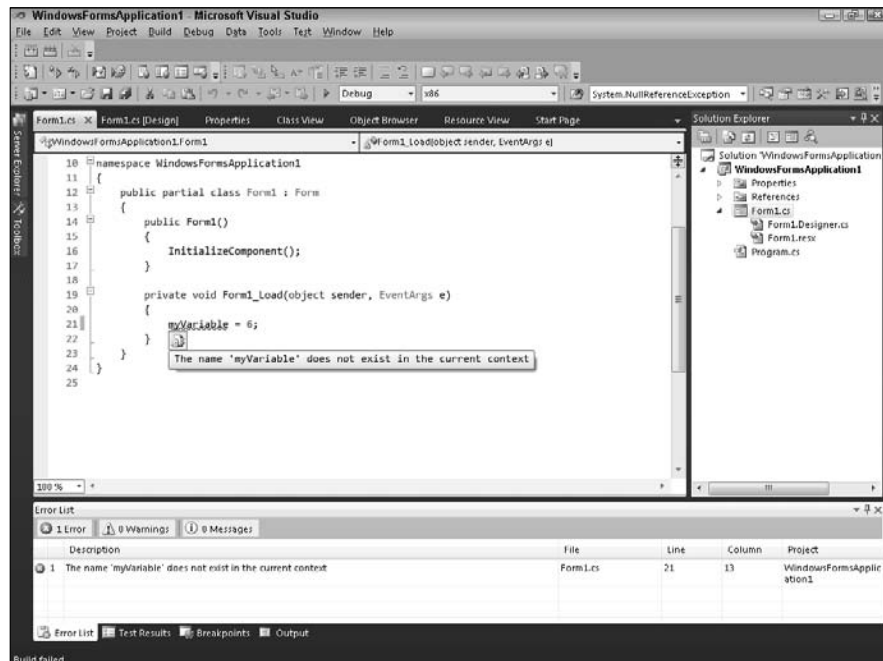 WindowsFormsApplication1 - Microsoft Visual Studio
File Edit View Project Build Debug Data Tools Test Window Help
Debug x86 System.NullReferenceException
Server Explorer
Toolbox
Form1.cs Form1.cs [Design] Properties Class View Object Browser Resource View Start Page
WindowsFormsApplication1.Form1 Form1_Load(object sender, EventArgs e)
10 namespace WindowsFormsApplication1
11 {
12 public partial class Form1 : Form
13 {
14 public Form1()
15 {
16 InitializeComponent();
17 }
18
19 private void Form1_Load(object sender, EventArgs e)
20 {
21 myVariable = 6;
22 }
The name 'myVariable' does not exist in the current context
23 }
24 }
25
100 %
Solution Explorer
Solution 'WindowsFormsApplication
WindowsFormsApplication1
Properties
References
Form1.cs
Form1.Designer.cs
Form1.resx
Program.cs
Error List
1 Error 0 Warnings 0 Messages
Description File Line Column Project
1 The name 'myVariable' does not exist in the current context Form1.cs 21 13 WindowsFormsApplic
ation1
Error List Test Results Breakpoints Output
Build failed